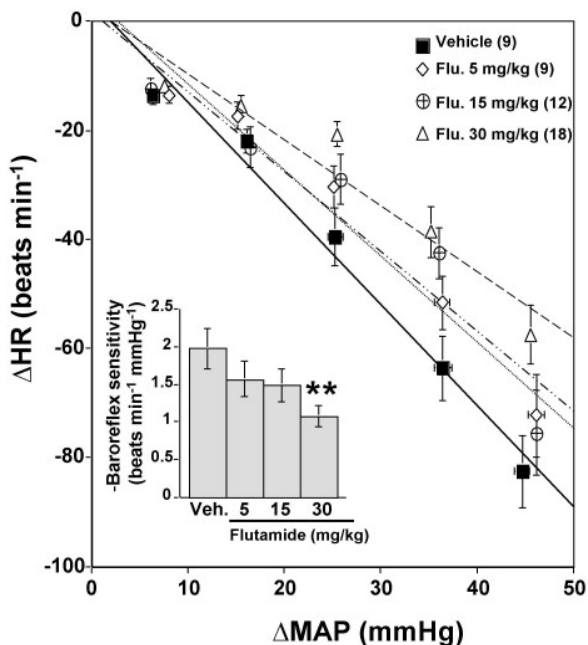 0
-20
-40
-60
-80
-100
ΔHR (beats min⁻¹)
Vehicle (9)
Flu. 5 mg/kg (9)
Flu. 15 mg/kg (12)
Flu. 30 mg/kg (18)
2.5
2
1.5
1
0.5
0
-Baroreflex sensitivity
(beats min⁻¹ mmHg⁻¹)
**
Veh. 5 15 30
Flutamide (mg/kg)
0 10 20 30 40 50
ΔMAP (mmHg)